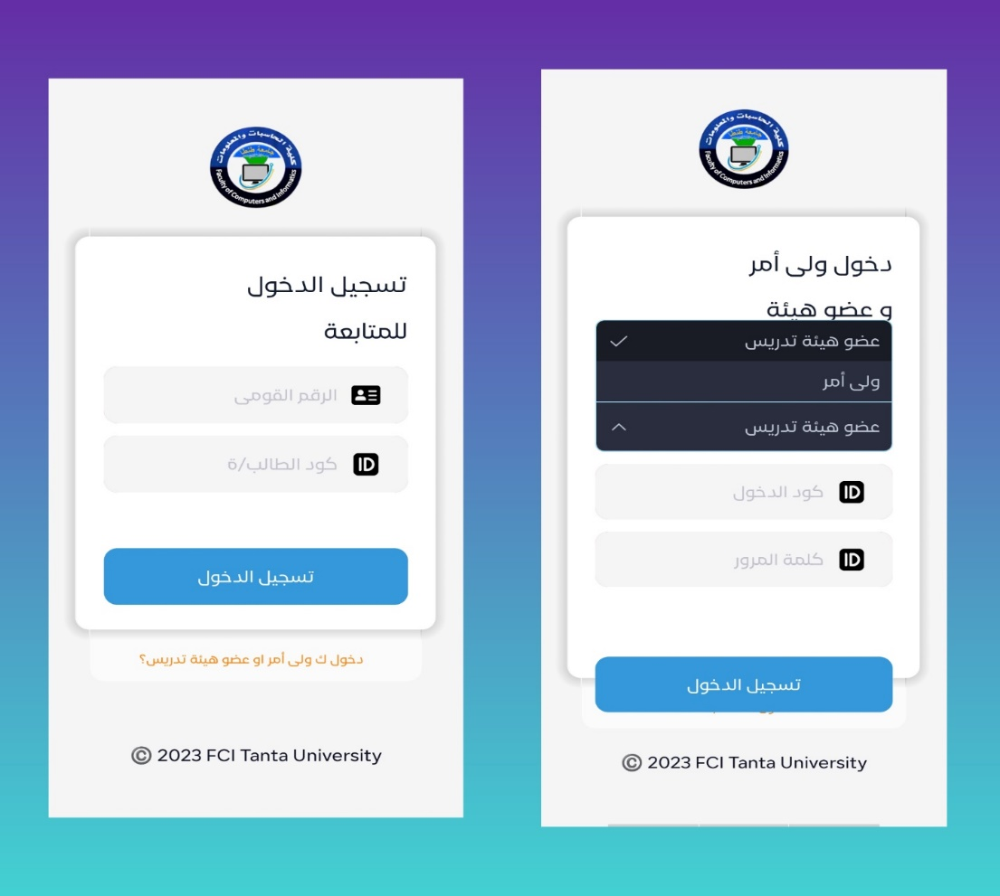 كلية الحاسبات والمعلومات
جامعة طنطا
Faculty of Computers and Informatics
تسجيل الدخول
للمتابعة
الرقم القومى
كود الطالب/ة
ID
تسجيل الدخول
دخول ك ولى أمر او عضو هيئة تدريس؟
© 2023 FCI Tanta University
كلية الحاسبات والمعلومات
جامعة طنطا
Faculty of Computers and Informatics
دخول ولى أمر
و عضو هيئة
عضو هيئة تدريس
ولى أمر
عضو هيئة تدريس
كود الدخول
ID
كلمة المرور
ID
تسجيل الدخول
© 2023 FCI Tanta University